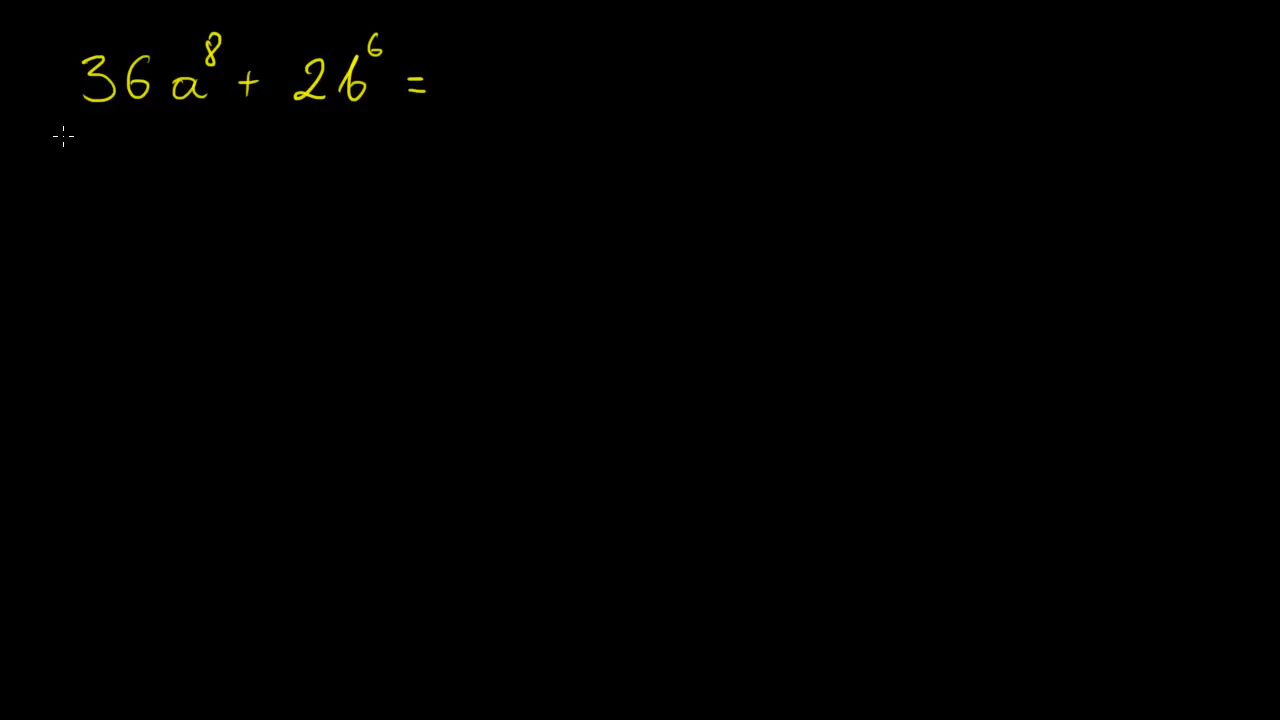 36a⁸ + 2b⁶ =